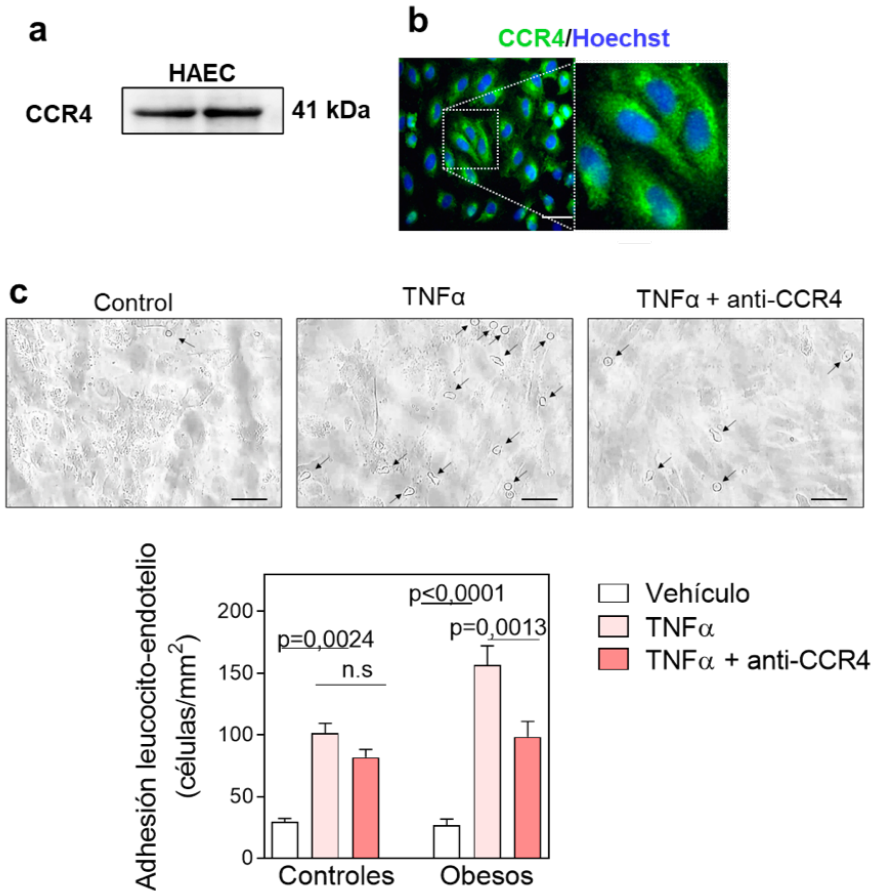 a
HAEC
CCR4
41 kDa
b
CCR4/Hoechst
c
Control
TNFα
TNFα + anti-CCR4
Adhesión leucocito-endotelio
(células/mm²)
200
150
100
50
0
p=0,0024
n.s
p<0,0001
p=0,0013
Controles
Obesos
Vehículo
TNFα
TNFα + anti-CCR4